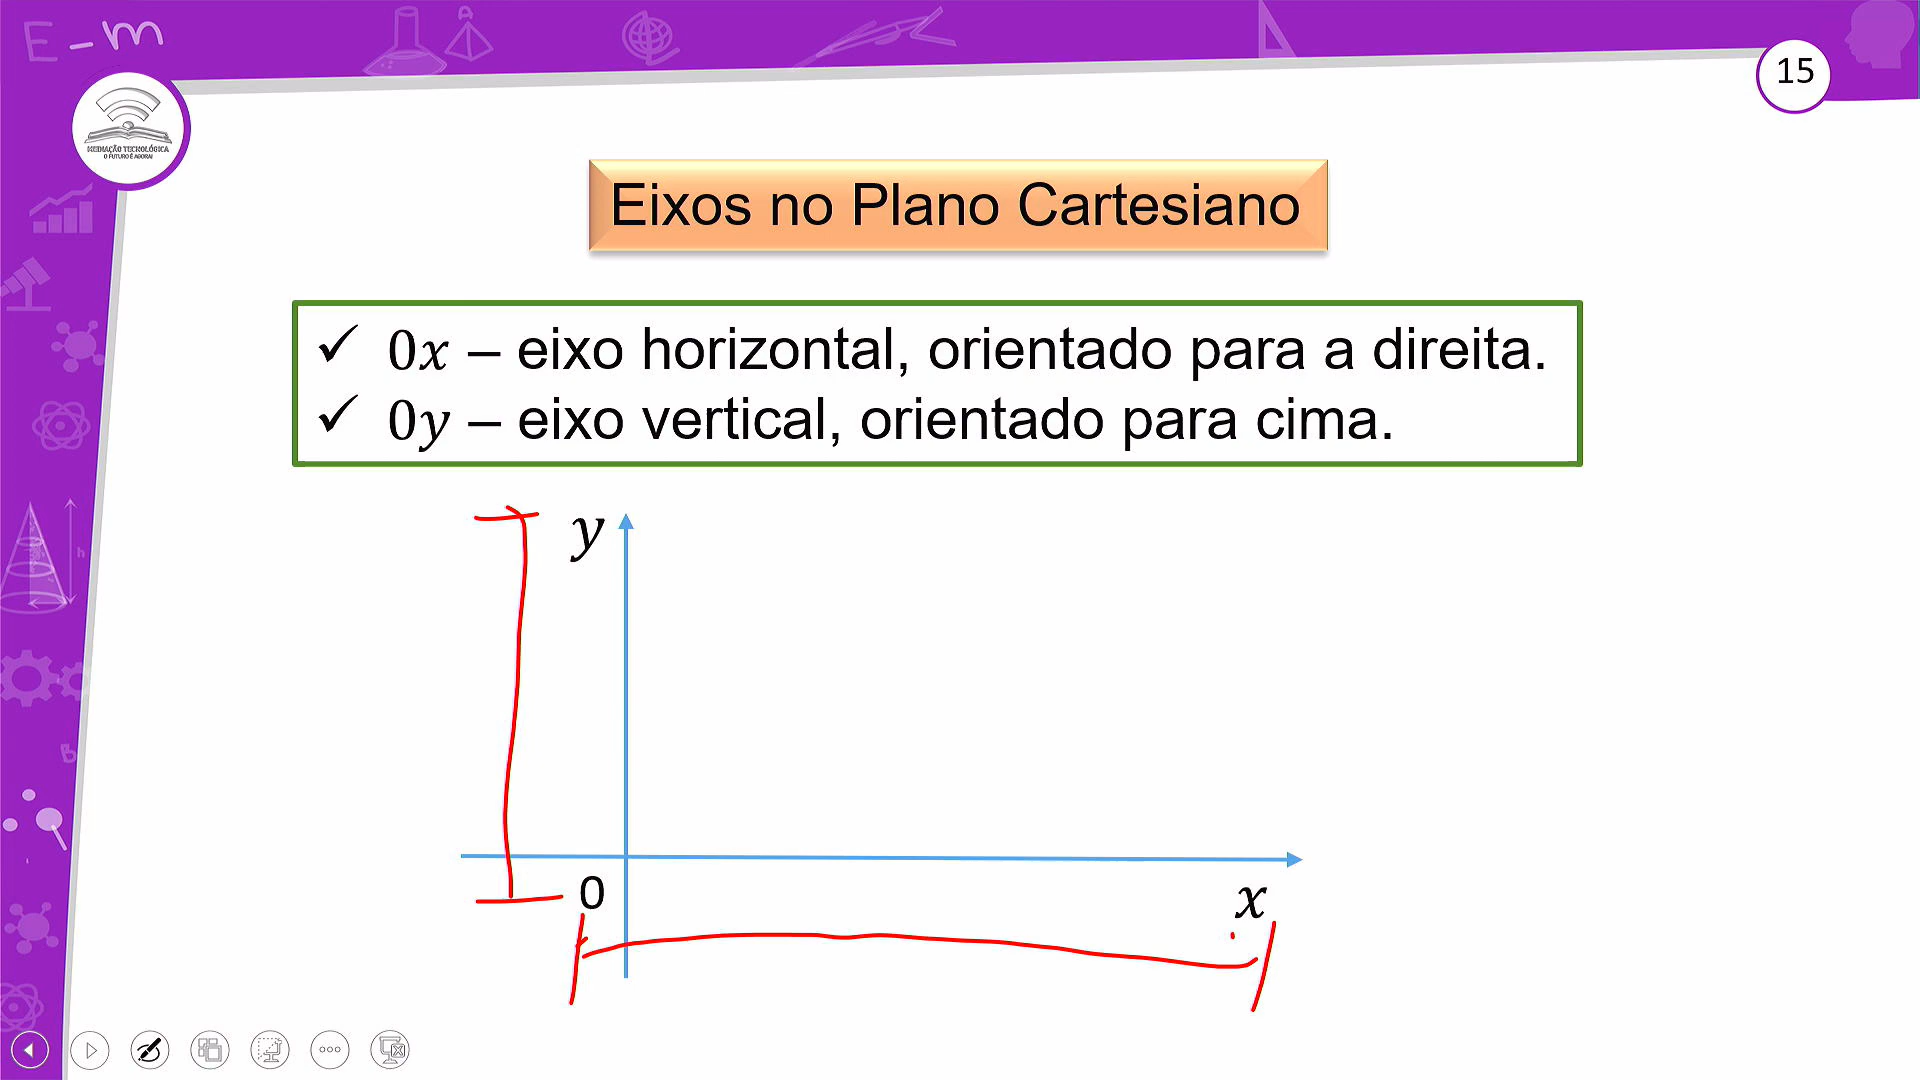 E-m
15
MEDIAÇÃO TECNOLÓGICA
O FUTURO É AGORA!
Eixos no Plano Cartesiano
✓ 0x – eixo horizontal, orientado para a direita.
✓ 0y – eixo vertical, orientado para cima.
h
y
B
0
x